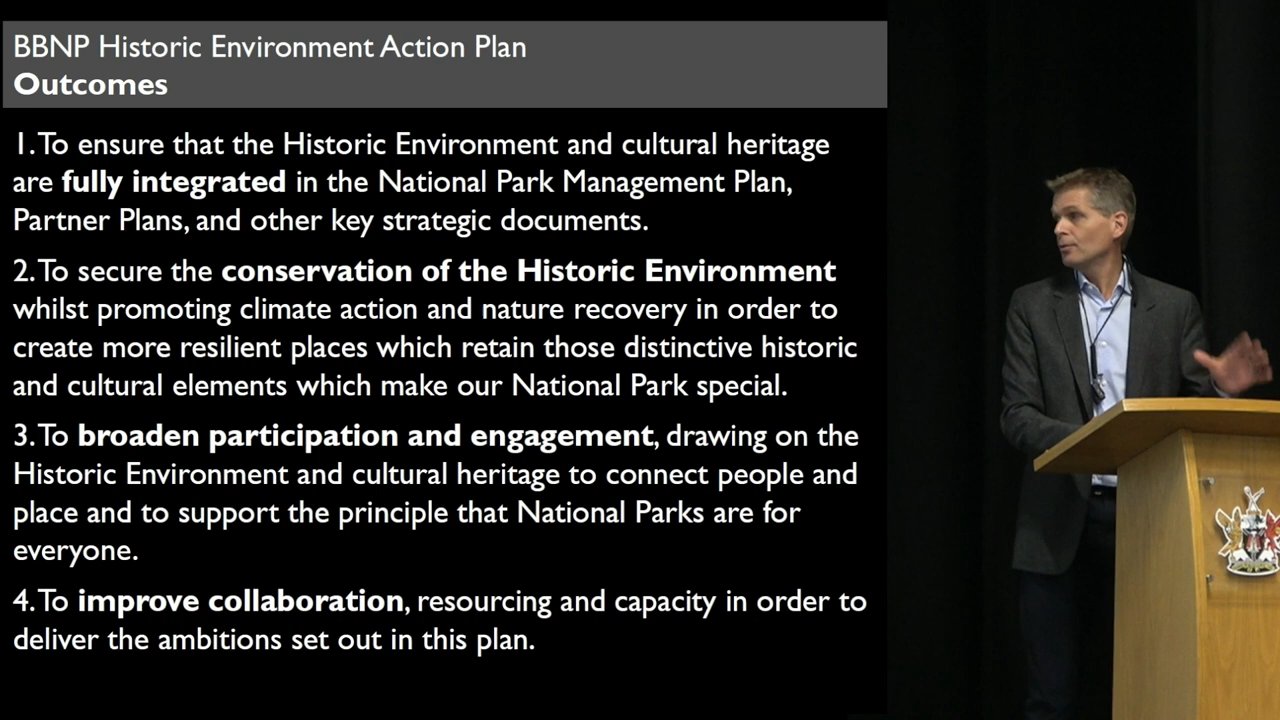 BBNP Historic Environment Action Plan
Outcomes
1. To ensure that the Historic Environment and cultural heritage
are fully integrated in the National Park Management Plan,
Partner Plans, and other key strategic documents.
2. To secure the conservation of the Historic Environment
whilst promoting climate action and nature recovery in order to
create more resilient places which retain those distinctive historic
and cultural elements which make our National Park special.
3. To broaden participation and engagement, drawing on the
Historic Environment and cultural heritage to connect people and
place and to support the principle that National Parks are for
everyone.
4. To improve collaboration, resourcing and capacity in order to
deliver the ambitions set out in this plan.